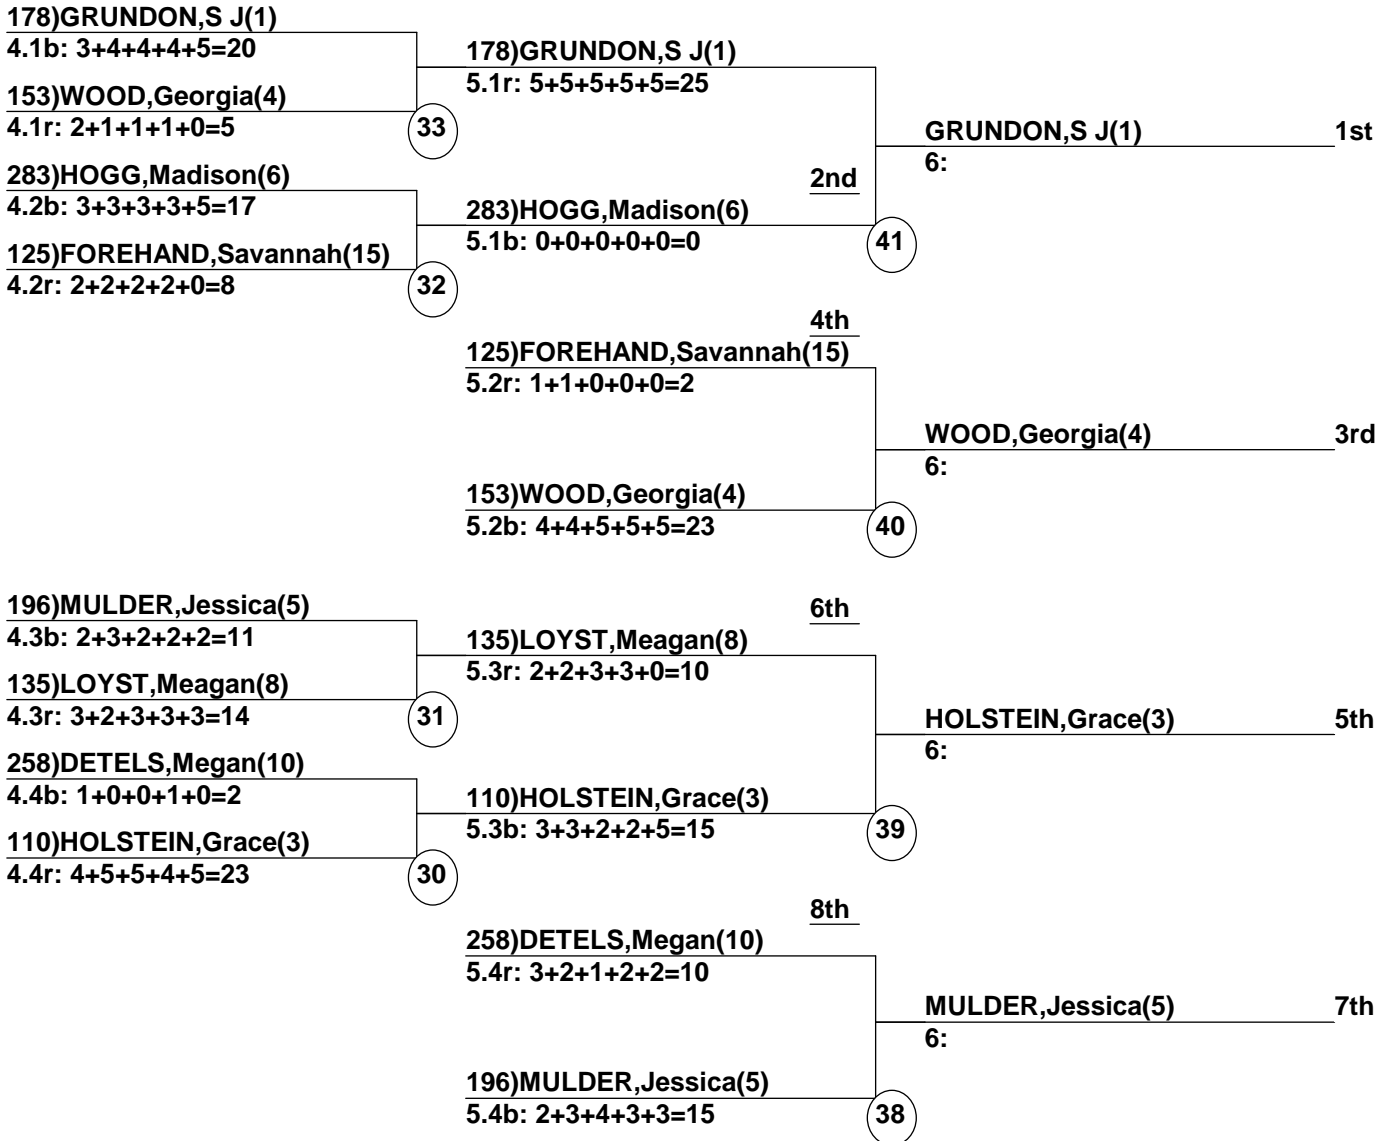 178)GRUNDON,S J(1)
4.1b: 3+4+4+4+5=20
153)WOOD,Georgia(4)
4.1r: 2+1+1+1+0=5
33
283)HOGG,Madison(6)
4.2b: 3+3+3+3+5=17
125)FOREHAND,Savannah(15)
4.2r: 2+2+2+2+0=8
32
178)GRUNDON,S J(1)
5.1r: 5+5+5+5+5=25
2nd
283)HOGG,Madison(6)
5.1b: 0+0+0+0+0=0
41
GRUNDON,S J(1) 1st
6:
4th
125)FOREHAND,Savannah(15)
5.2r: 1+1+0+0+0=2
153)WOOD,Georgia(4)
5.2b: 4+4+5+5+5=23
40
WOOD,Georgia(4) 3rd
6:
196)MULDER,Jessica(5)
4.3b: 2+3+2+2+2=11
135)LOYST,Meagan(8)
4.3r: 3+2+3+3+3=14
31
258)DETELS,Megan(10)
4.4b: 1+0+0+1+0=2
110)HOLSTEIN,Grace(3)
4.4r: 4+5+5+4+5=23
30
6th
135)LOYST,Meagan(8)
5.3r: 2+2+3+3+0=10
110)HOLSTEIN,Grace(3)
5.3b: 3+3+2+2+5=15
39
HOLSTEIN,Grace(3) 5th
6:
8th
258)DETELS,Megan(10)
5.4r: 3+2+1+2+2=10
196)MULDER,Jessica(5)
5.4b: 2+3+4+3+3=15
38
MULDER,Jessica(5) 7th
6: